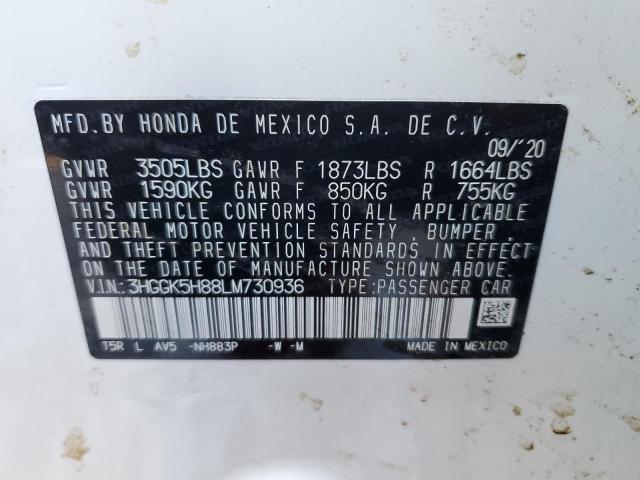 MFD.BY HONDA DE MEXICO S.A. DE C.V.
09/'20
GVWR 3505LBS GAWR F 1873LBS R 1664LBS
GVWR 1590KG GAWR F 850KG R 755KG
THIS VEHICLE CONFORMS TO ALL APPLICABLE
FEDERAL MOTOR VEHICLE SAFETY, BUMPER,
AND THEFT PREVENTION STANDARDS IN EFFECT
ON THE DATE OF MANUFACTURE SHOWN ABOVE.
V.I.N.:3HGGK5H88LM730936 TYPE:PASSENGER CAR
T5R L AV5 -NH883P -W -M
MADE IN MEXICO